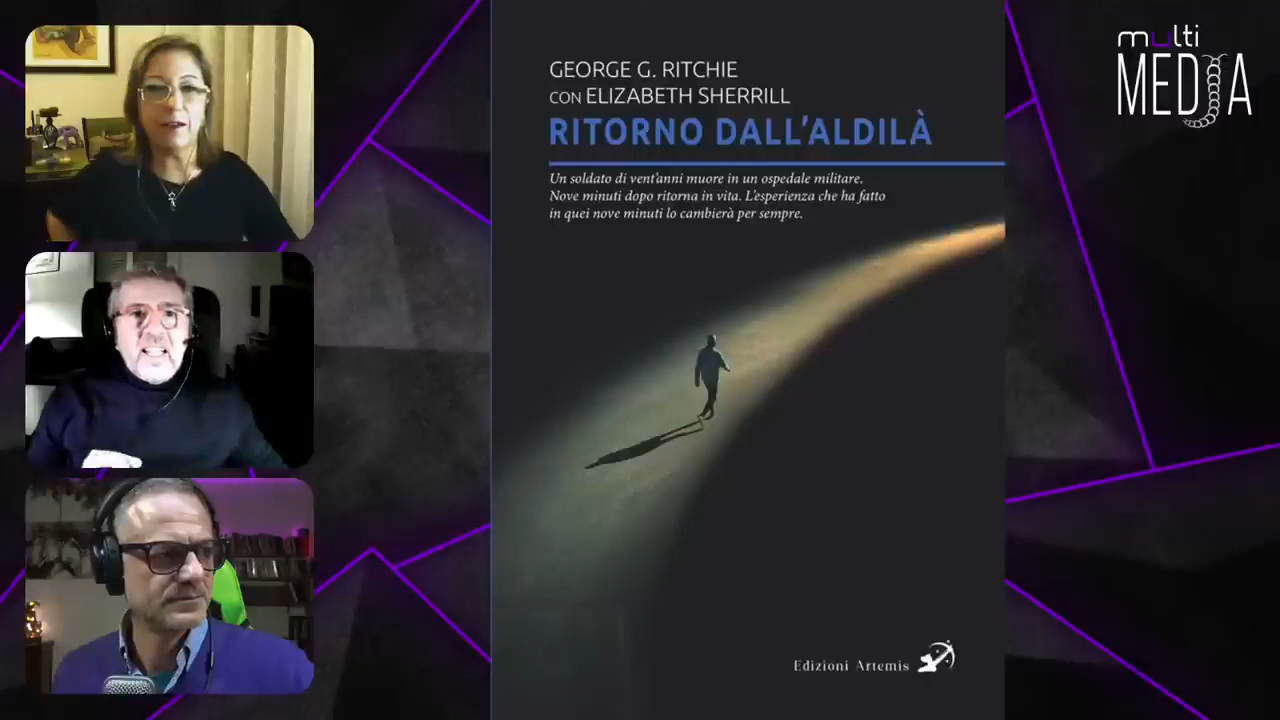 GEORGE G. RITCHIE
CON ELIZABETH SHERRILL
RITORNO DALL'ALDILÀ
Un soldato di vent'anni muore in un ospedale militare.
Nove minuti dopo ritorna in vita. L'esperienza che ha fatto
in quei nove minuti lo cambierà per sempre.
Edizioni Artemis
multi
MEDIA